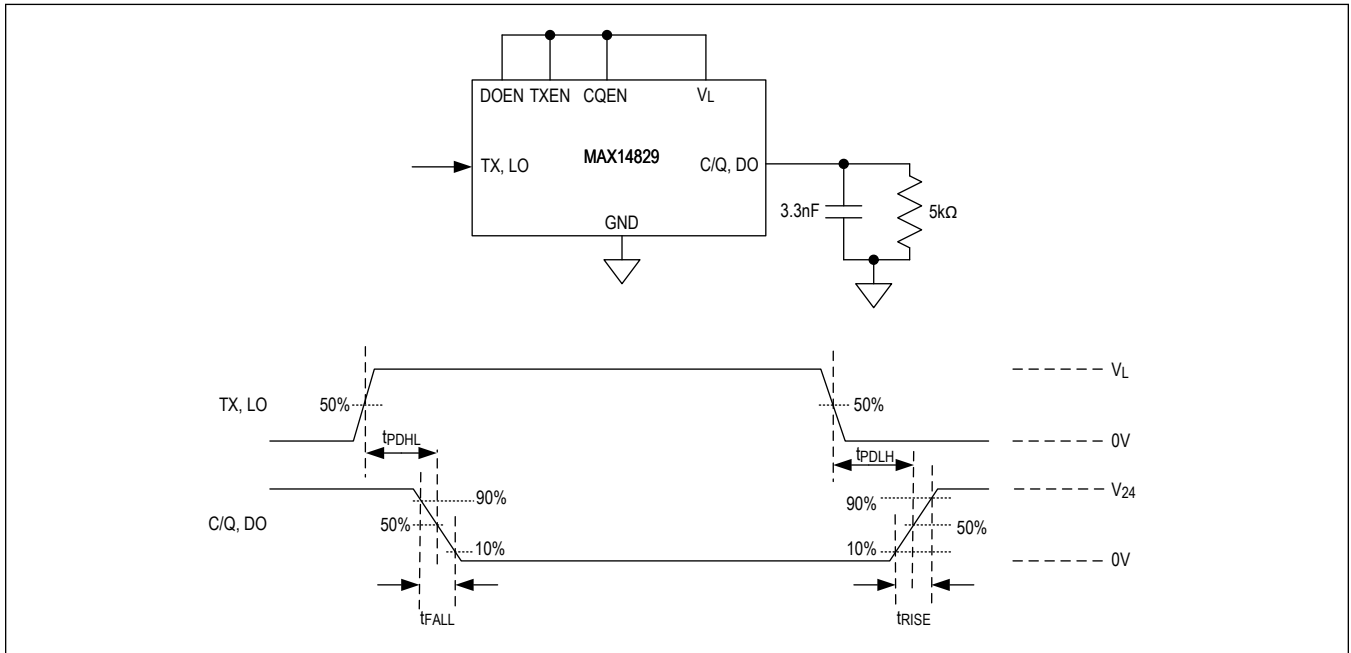 DOEN TXEN CQEN VL
TX, LO
MAX14829
C/Q, DO
3.3nF
5kΩ
GND
TX, LO
50%
50%
VL
0V
tPDHL
tPDLH
C/Q, DO
90%
50%
10%
90%
50%
10%
V24
0V
tFALL
tRISE